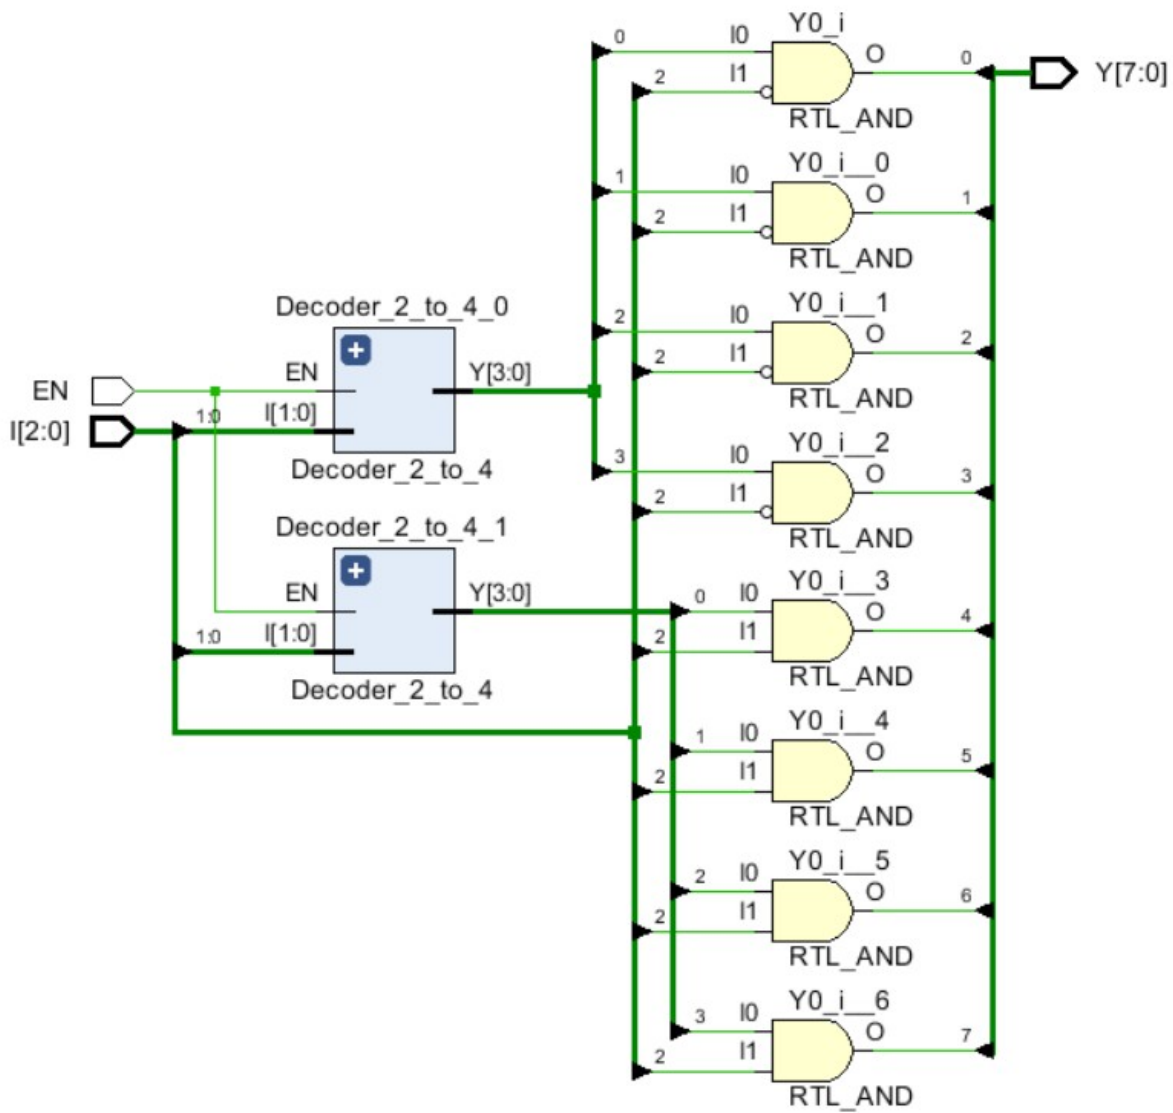 Y0_i
0 I0 O 0 Y[7:0]
2 I1
RTL_AND
Y0_i__0
1 I0 O 1
2 I1
RTL_AND
Y0_i__1
2 I0 O 2
2 I1
RTL_AND
Y0_i__2
3 I0 O 3
2 I1
RTL_AND
Decoder_2_to_4_0
EN EN Y[3:0]
I[2:0] 1:0 I[1:0]
Decoder_2_to_4
Decoder_2_to_4_1
EN Y[3:0]
1:0 I[1:0]
Decoder_2_to_4
Y0_i__3
0 I0 O 4
2 I1
RTL_AND
Y0_i__4
1 I0 O 5
2 I1
RTL_AND
Y0_i__5
2 I0 O 6
2 I1
RTL_AND
Y0_i__6
3 I0 O 7
2 I1
RTL_AND